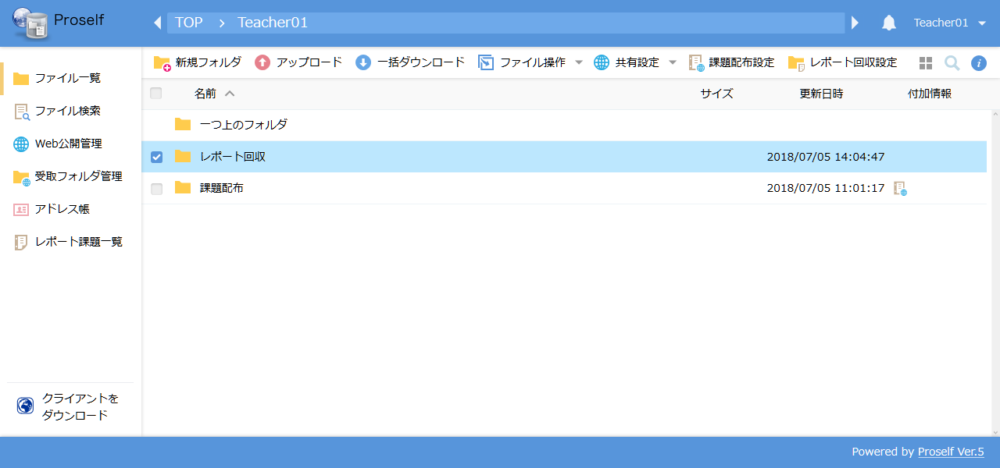 Proself
TOP > Teacher01
Teacher01
新規フォルダ アップロード 一括ダウンロード ファイル操作 共有設定 課題配布設定 レポート回収設定
ファイル一覧
ファイル検索
Web公開管理
受取フォルダ管理
アドレス帳
レポート課題一覧
クライアントを
ダウンロード
名前 サイズ 更新日時 付加情報
一つ上のフォルダ
レポート回収 2018/07/05 14:04:47
課題配布 2018/07/05 11:01:17
Powered by Proself Ver.5